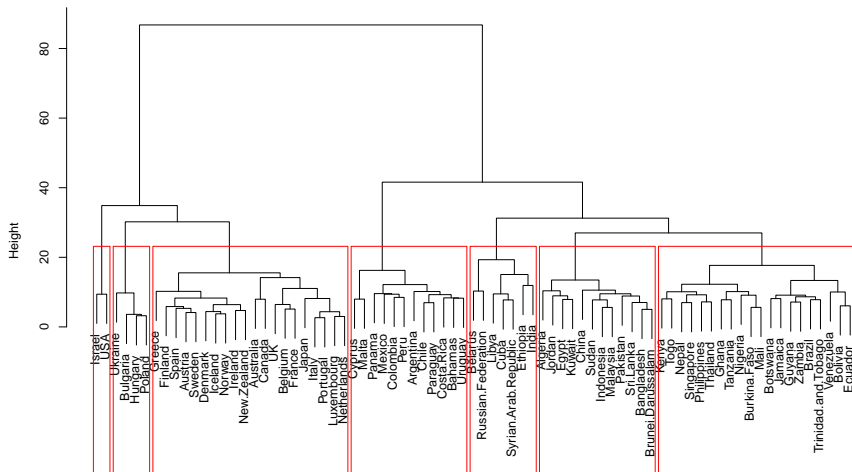 Height
0
20
40
60
80
Israel
USA
Ukraine
Bulgaria
Hungary
Poland
Greece
Finland
Spain
Austria
Sweden
Denmark
Iceland
Norway
Ireland
New.Zealand
Australia
Canada
UK
Belgium
France
Japan
Italy
Portugal
Luxembourg
Netherlands
Cyprus
Malta
Panama
Mexico
Colombia
Peru
Argentina
Chile
Paraguay
Costa.Rica
Bahamas
Uruguay
Belarus
Russian.Federation
Libya
Cuba
Syrian.Arab.Republic
Ethiopia
India
Algeria
Jordan
Egypt
Kuwait
China
Sudan
Indonesia
Malaysia
Pakistan
Sri.Lanka
Bangladesh
Brunei.Darussalam
Kenya
Togo
Nepal
Singapore
Philippines
Thailand
Ghana
Tanzania
Nigeria
Burkina.Faso
Mali
Botswana
Jamaica
Guyana
Zambia
Brazil
Trinidad.and.Tobago
Venezuela
Bolivia
Ecuador